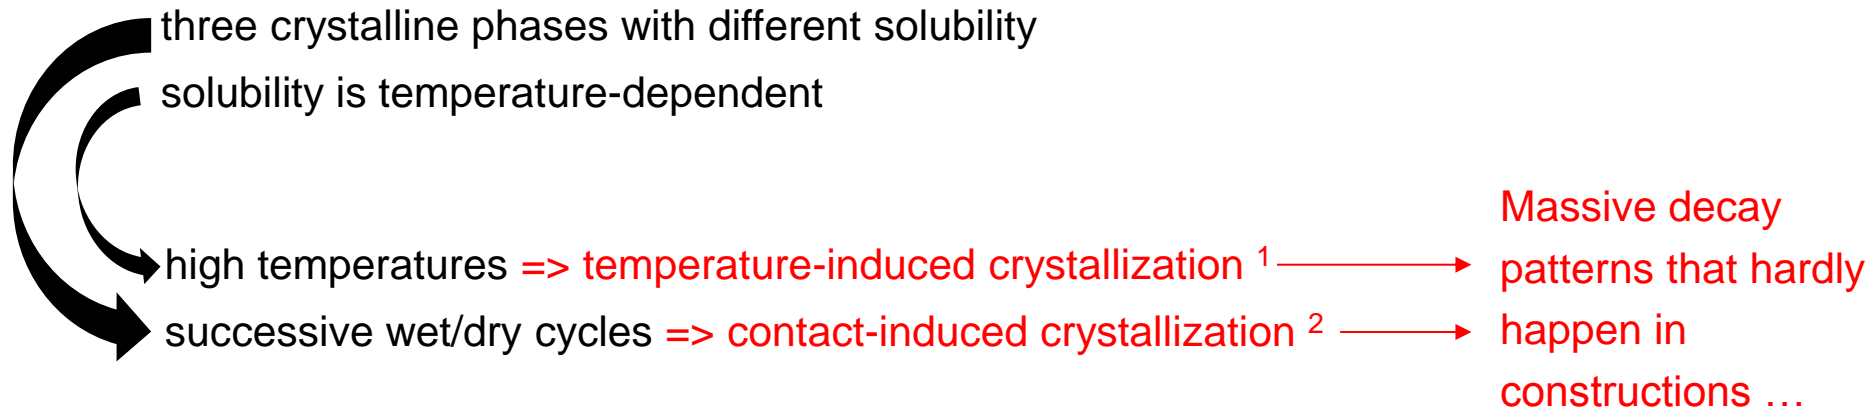 three crystalline phases with different solubility
solubility is temperature-dependent
high temperatures => temperature-induced crystallization ¹
successive wet/dry cycles => contact-induced crystallization ²
Massive decay
patterns that hardly
happen in
constructions …